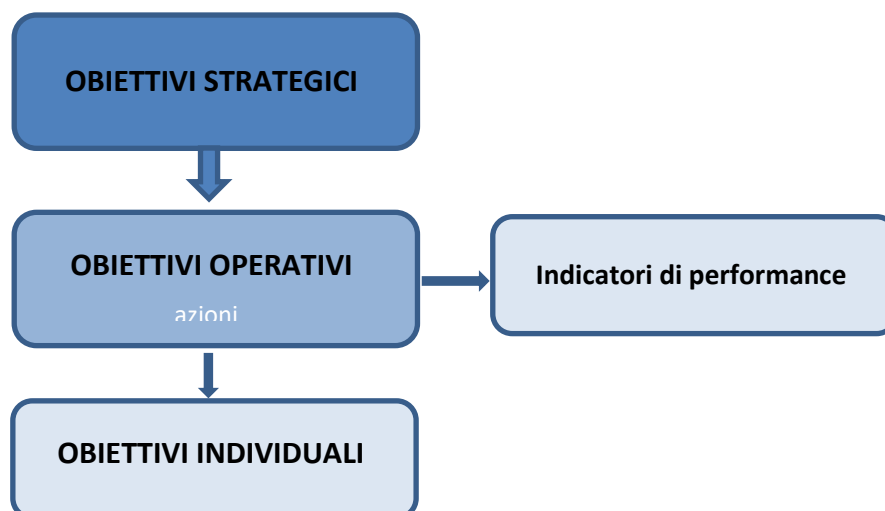 OBIETTIVI STRATEGICI
OBIETTIVI OPERATIVI
azioni
Indicatori di performance
OBIETTIVI INDIVIDUALI